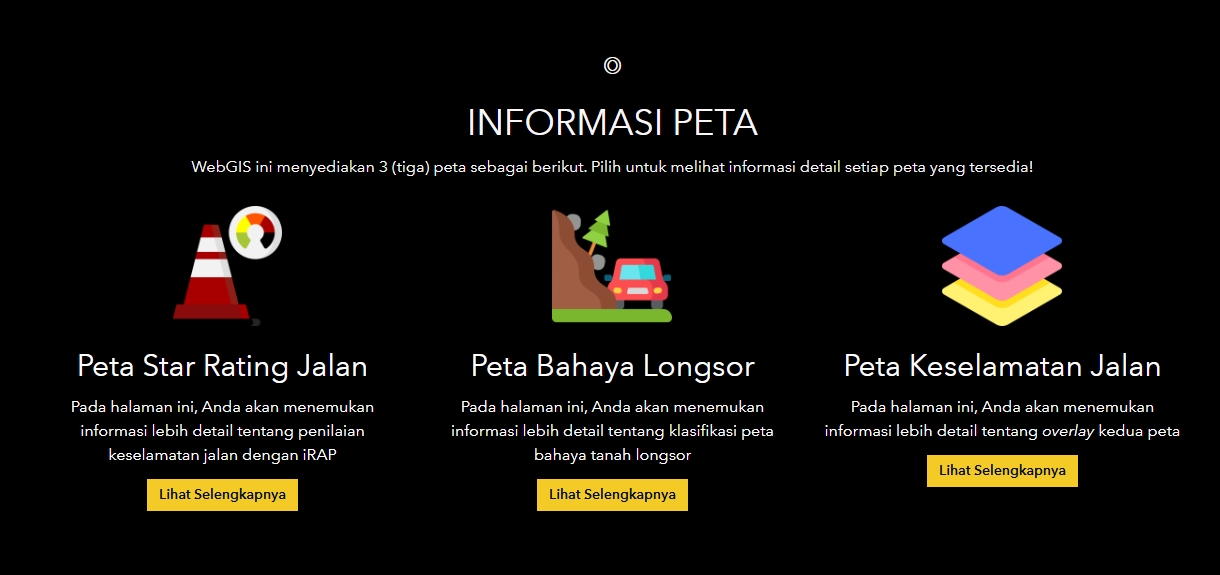 INFORMASI PETA
WebGIS ini menyediakan 3 (tiga) peta sebagai berikut. Pilih untuk melihat informasi detail setiap peta yang tersedia!
Peta Star Rating Jalan
Pada halaman ini, Anda akan menemukan
informasi lebih detail tentang penilaian
keselamatan jalan dengan iRAP
Lihat Selengkapnya
Peta Bahaya Longsor
Pada halaman ini, Anda akan menemukan
informasi lebih detail tentang klasifikasi peta
bahaya tanah longsor
Lihat Selengkapnya
Peta Keselamatan Jalan
Pada halaman ini, Anda akan menemukan
informasi lebih detail tentang overlay kedua peta
Lihat Selengkapnya